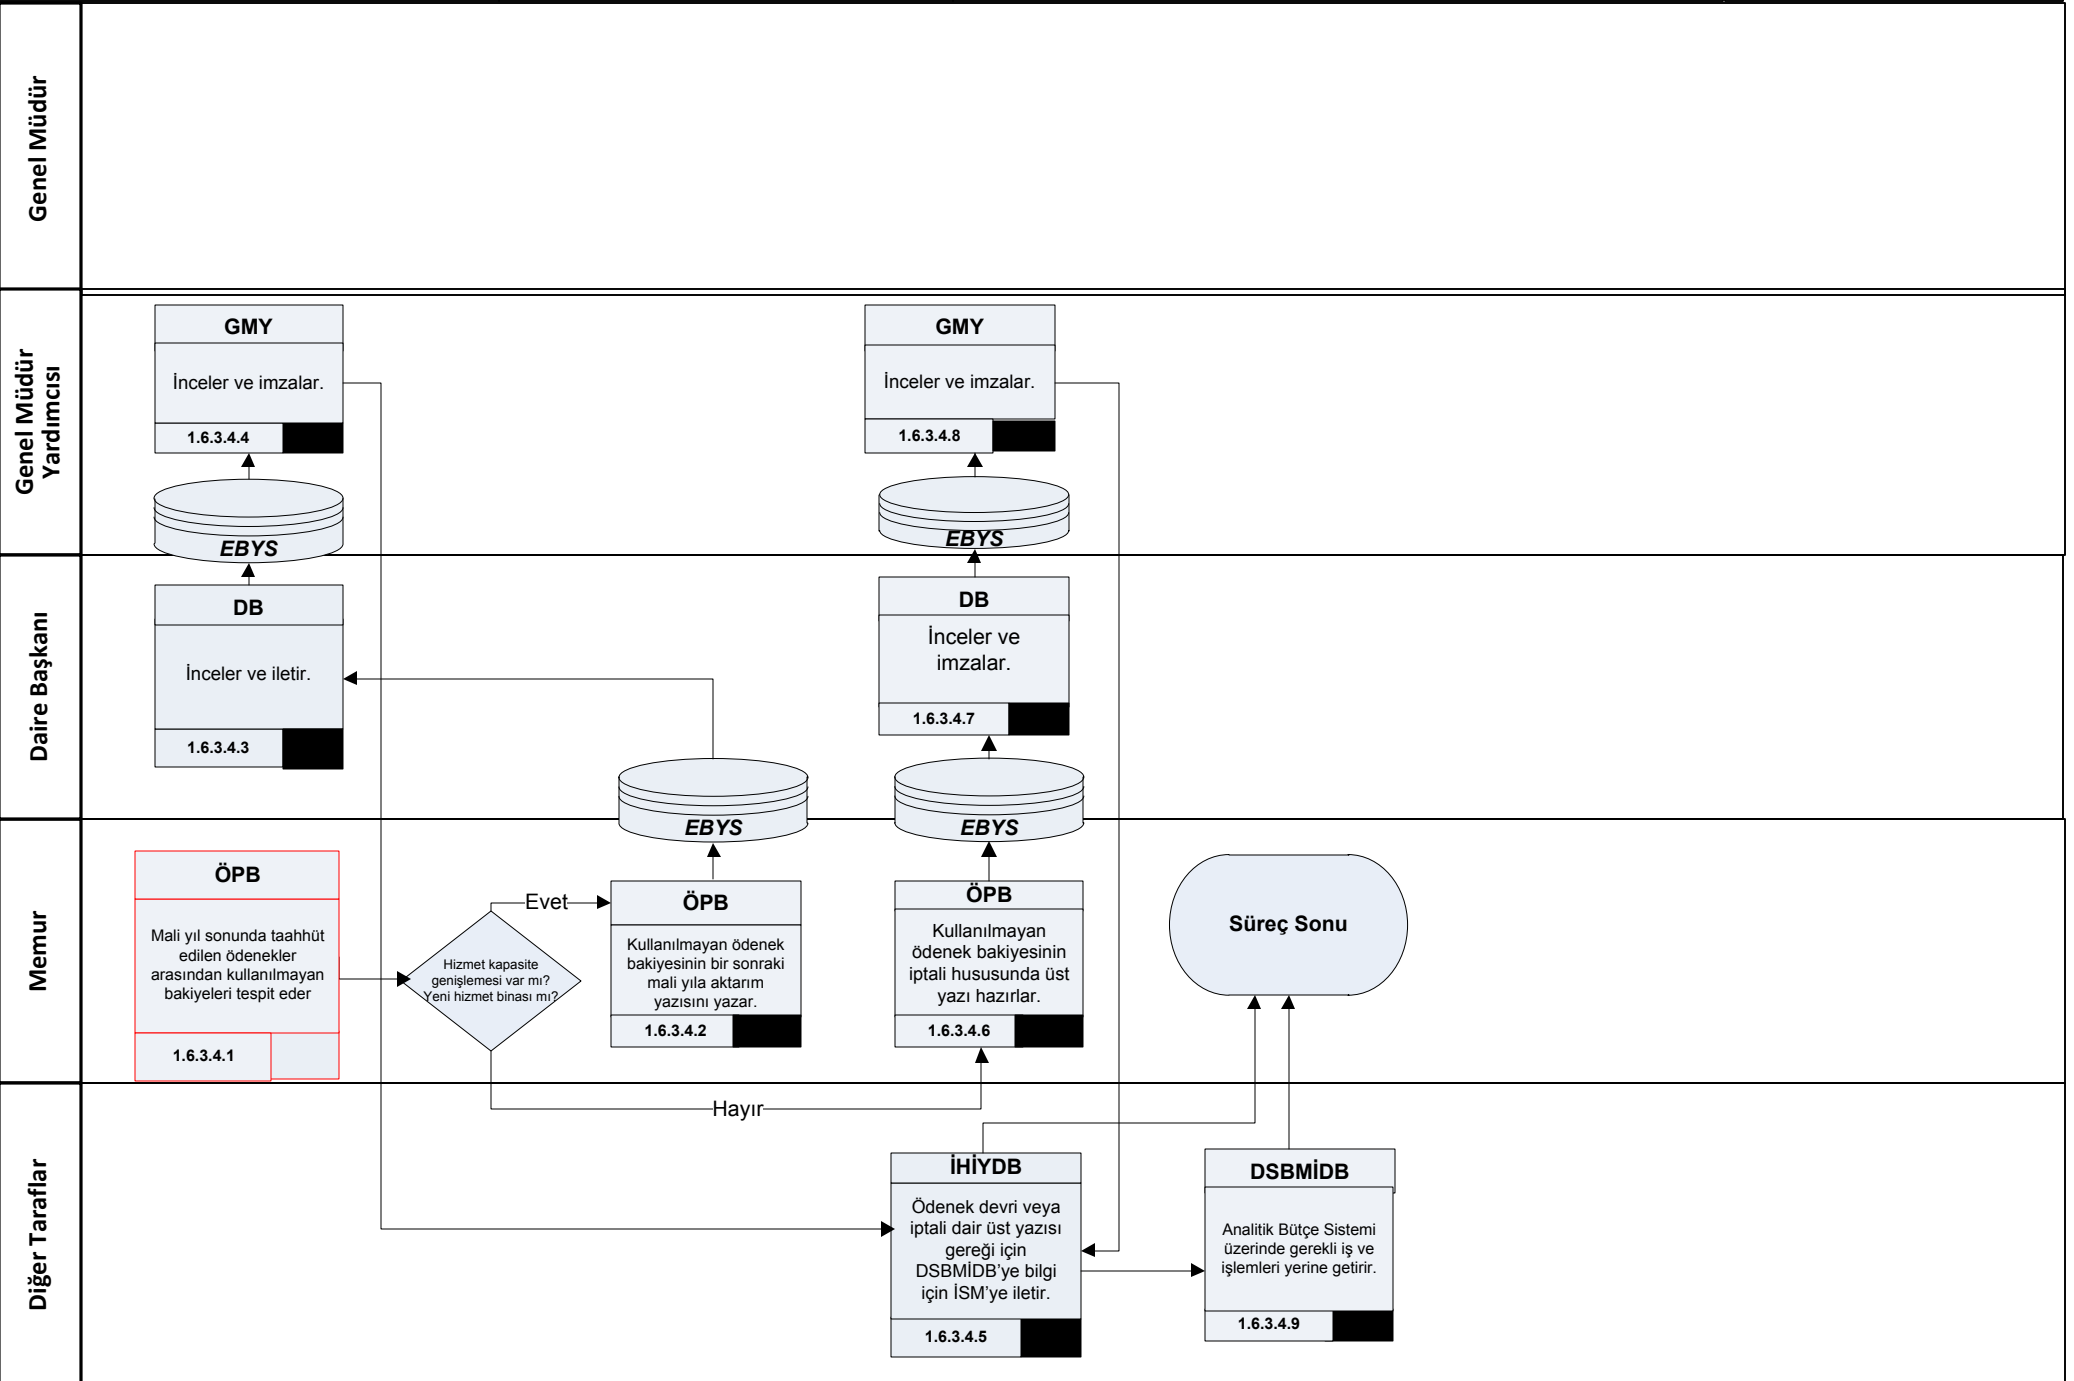 Genel Müdür
GMY
İnceler ve imzalar.
1.6.3.4.4
EBYS
GMY
İnceler ve imzalar.
1.6.3.4.8
EBYS
Genel Müdür
Yardımcısı
DB
İnceler ve iletir.
1.6.3.4.3
DB
İnceler ve
imzalar.
1.6.3.4.7
Daire Başkanı
EBYS
EBYS
Memur
ÖPB
Mali yıl sonunda taahhüt
edilen ödenekler
arasından kullanılmayan
bakiyeleri tespit eder
1.6.3.4.1
Hizmet kapasite
genişlemesi var mı?
Yeni hizmet binası mı?
Evet
ÖPB
Kullanılmayan ödenek
bakiyesinin bir sonraki
mali yıla aktarım
yazısını yazar.
1.6.3.4.2
ÖPB
Kullanılmayan
ödenek bakiyesinin
iptali hususunda üst
yazı hazırlar.
1.6.3.4.6
Süreç Sonu
Hayır
Diğer Taraflar
İHİYDB
Ödenek devri veya
iptali dair üst yazısı
gereği için
DSBMİDB’ye bilgi
için İSM’ye iletir.
1.6.3.4.5
DSBMİDB
Analitik Bütçe Sistemi
üzerinde gerekli iş ve
işlemleri yerine getirir.
1.6.3.4.9